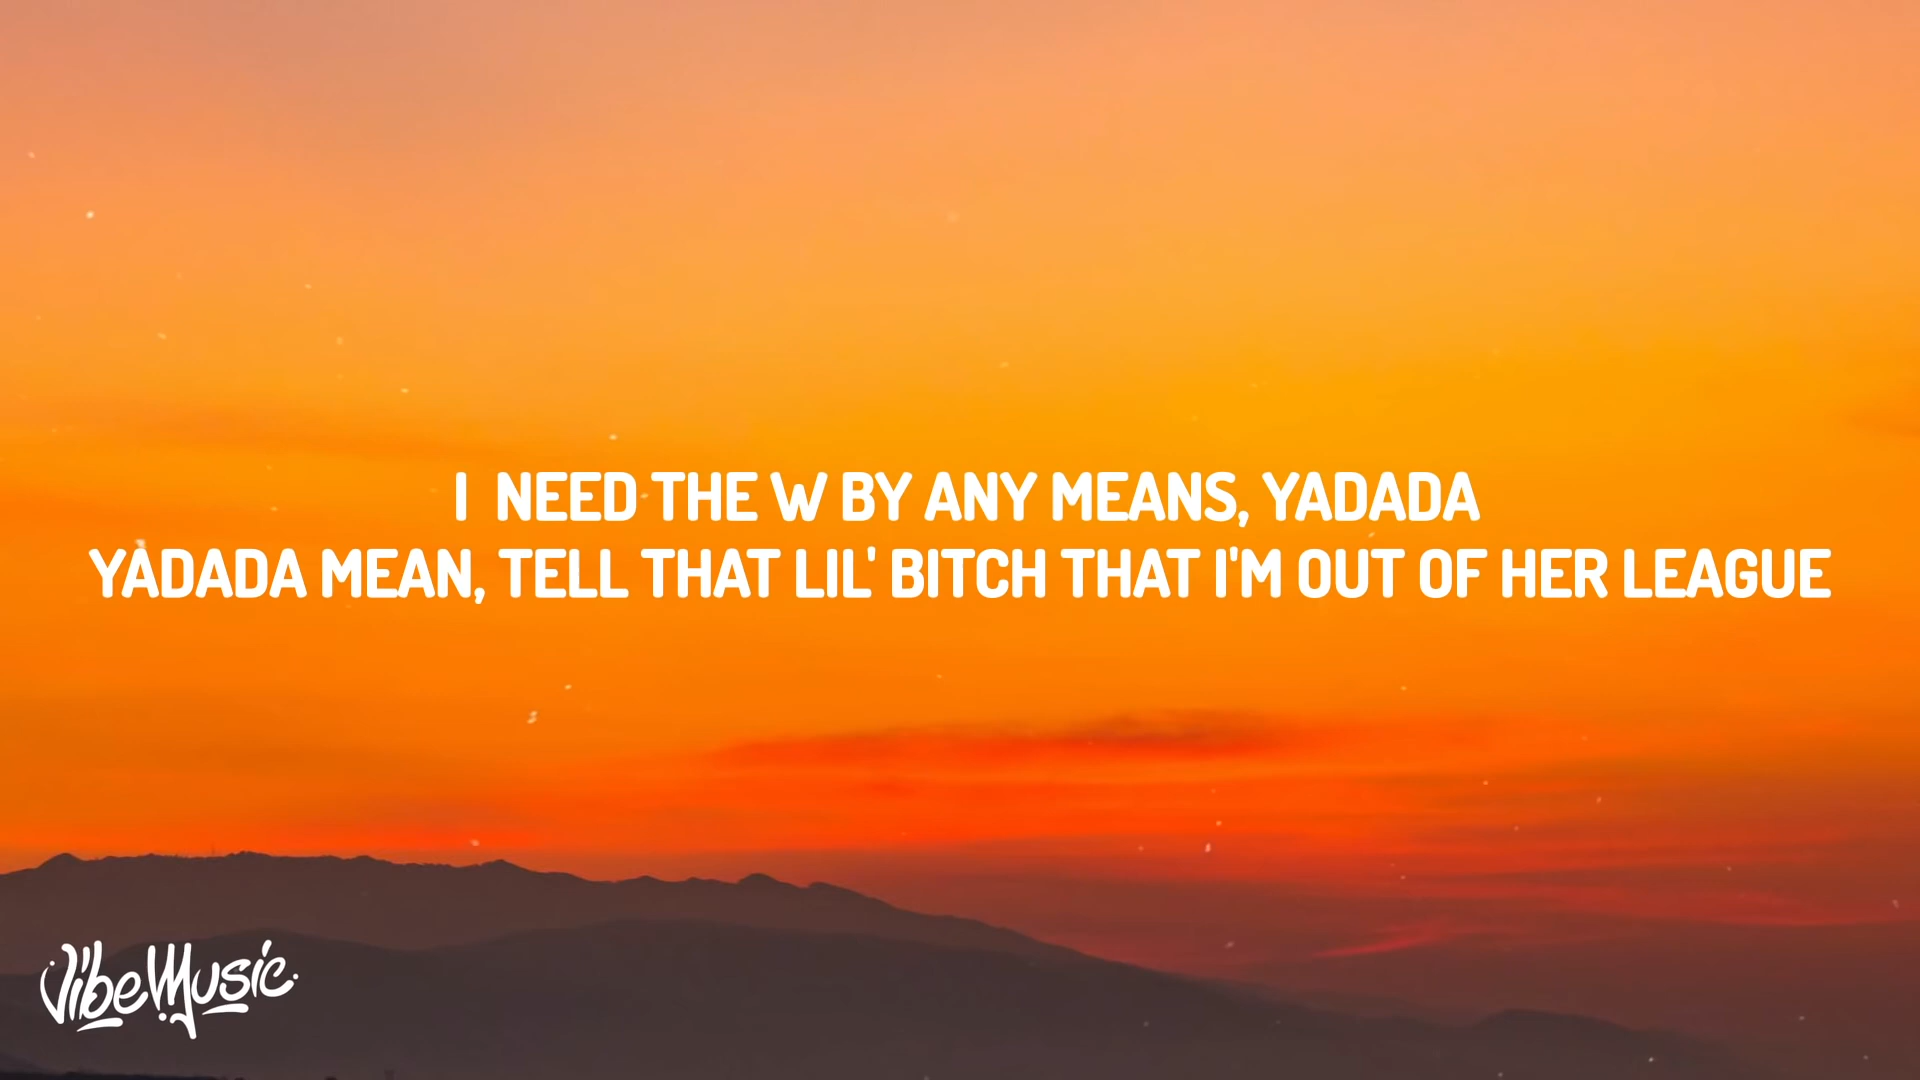 I  NEED THE W BY ANY MEANS, YADADA
YADADA MEAN, TELL THAT LIL' BITCH THAT I'M OUT OF HER LEAGUE
VibeMusic